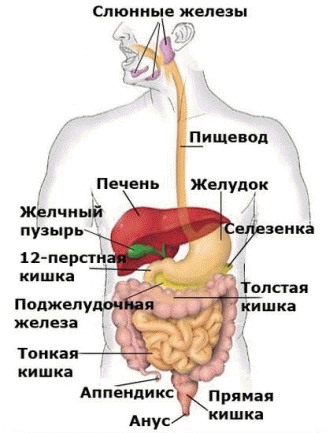 Слюнные железы
Пищевод
Печень
Желудок
Желчный
пузырь
Селезенка
12-перстная
кишка
Толстая
кишка
Поджелудочная
железа
Тонкая
кишка
Аппендикс
Прямая
кишка
Анус